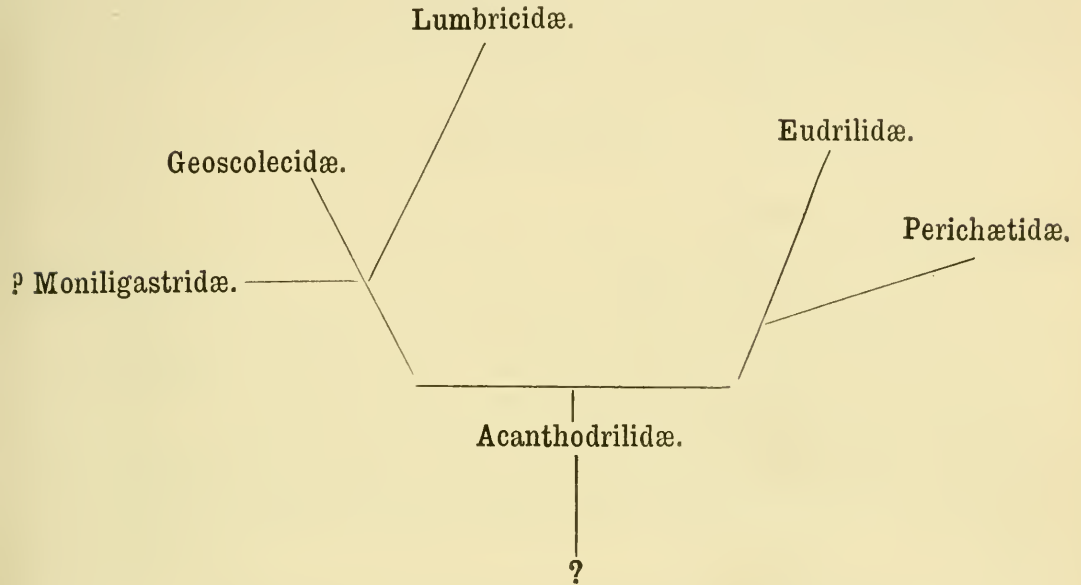 Lumbricidæ.
Eudrilidæ.
Geoscolecidæ.
Perichætidæ.
? Moniligastridæ.
Acanthodrilidæ.
?